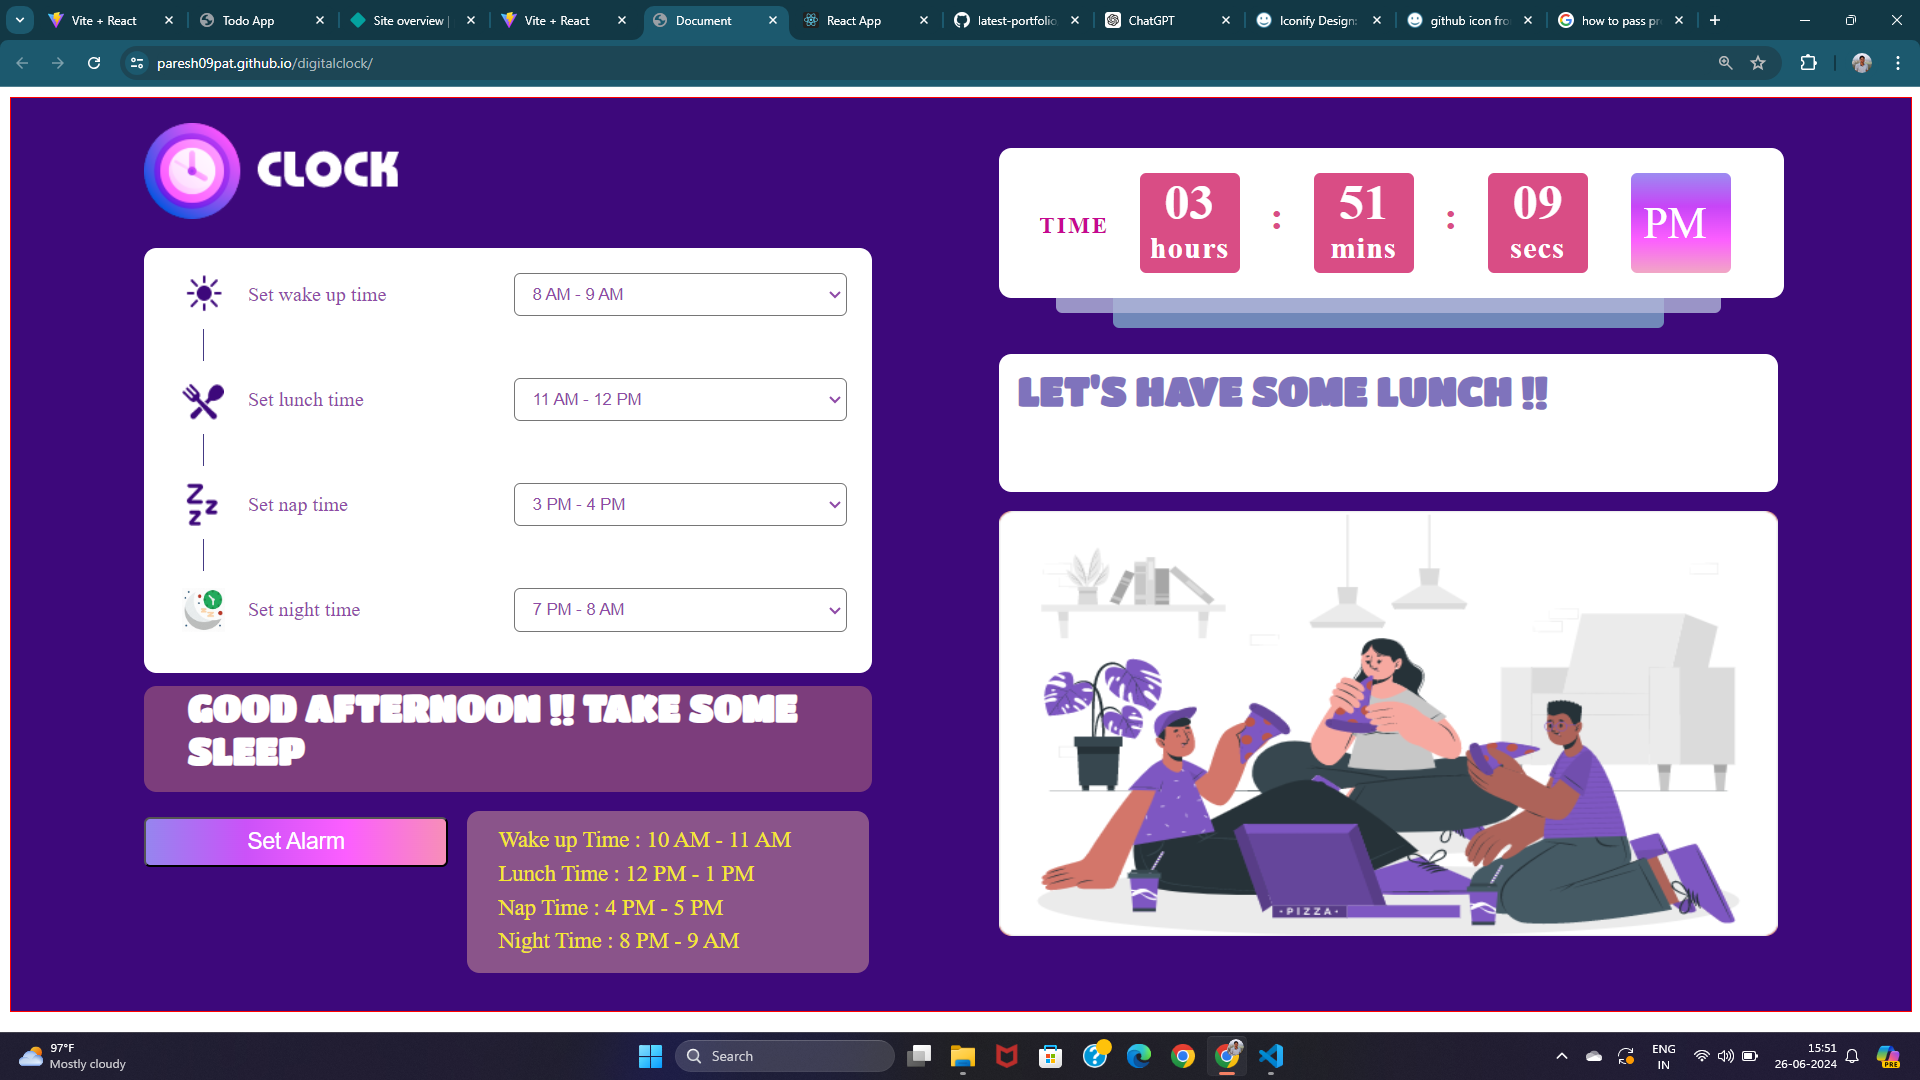 Vite + React
Todo App
Site overview |
Vite + React
Document
React App
latest-portfolio
ChatGPT
Iconify Design:
github icon fro
how to pass pr
paresh09pat.github.io/digitalclock/
CLOCK
Set wake up time
8 AM - 9 AM
Set lunch time
11 AM - 12 PM
Set nap time
3 PM - 4 PM
Set night time
7 PM - 8 AM
GOOD AFTERNOON !! TAKE SOME
SLEEP
Set Alarm
Wake up Time : 10 AM - 11 AM
Lunch Time : 12 PM - 1 PM
Nap Time : 4 PM - 5 PM
Night Time : 8 PM - 9 AM
TIME
03
hours
:
51
mins
:
09
secs
PM
LET'S HAVE SOME LUNCH !!
• PIZZA •
97°F
Mostly cloudy
Search
PRE
ENG
IN
15:51
26-06-2024